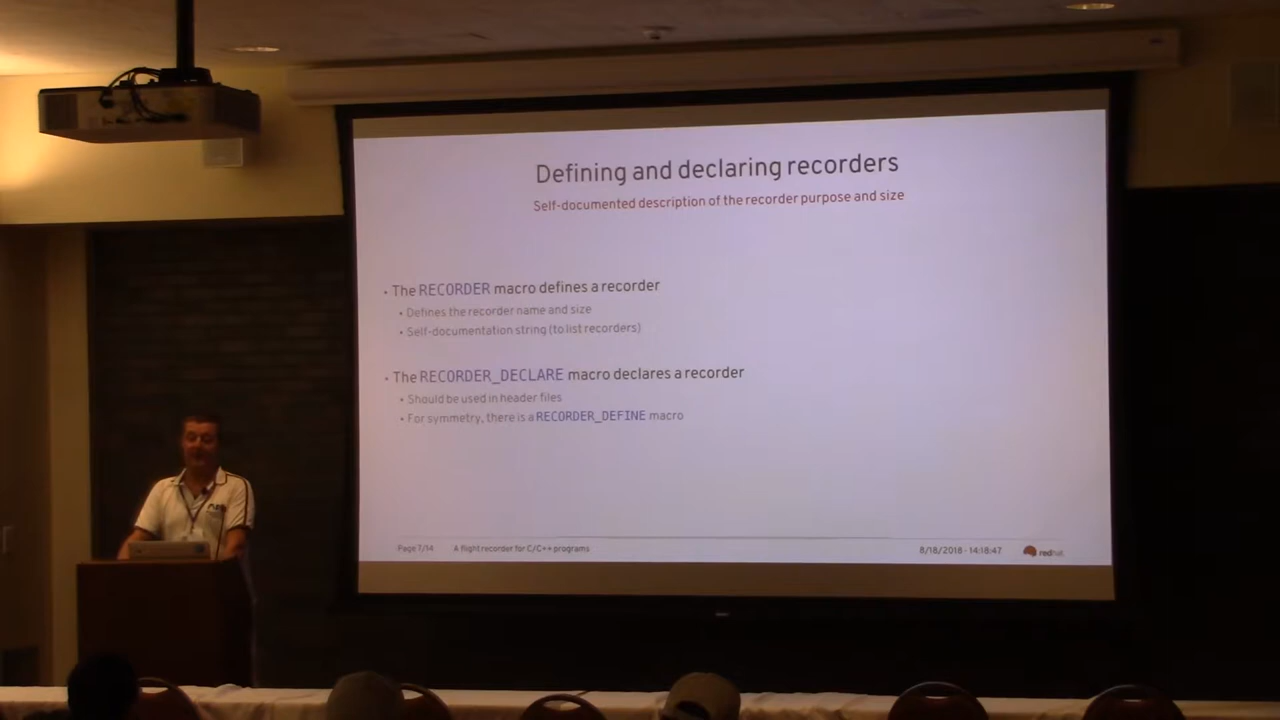 Defining and declaring recorders
Self-documented description of the recorder purpose and size
• The RECORDER macro defines a recorder
• Defines the recorder name and size
• Self-documentation string (to list recorders)
• The RECORDER_DECLARE macro declares a recorder
• Should be used in header files
• For symmetry, there is a RECORDER_DEFINE macro
Page 7/14 A flight recorder for C/C++ programs 8/18/2018 - 14:18:47 redhat